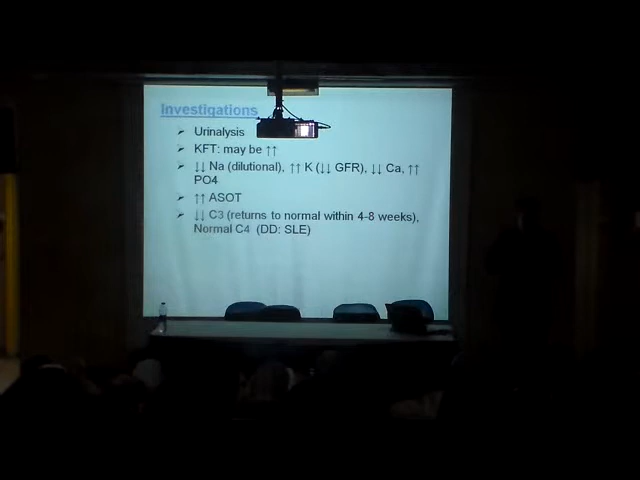 Investigations
➢ Urinalysis
➢ KFT: may be ↑↑
➢ ↓↓ Na (dilutional), ↑↑ K (↓↓ GFR), ↓↓ Ca, ↑↑
PO4
➢ ↑↑ ASOT
➢ ↓↓ C3 (returns to normal within 4-8 weeks),
Normal C4 (DD: SLE)